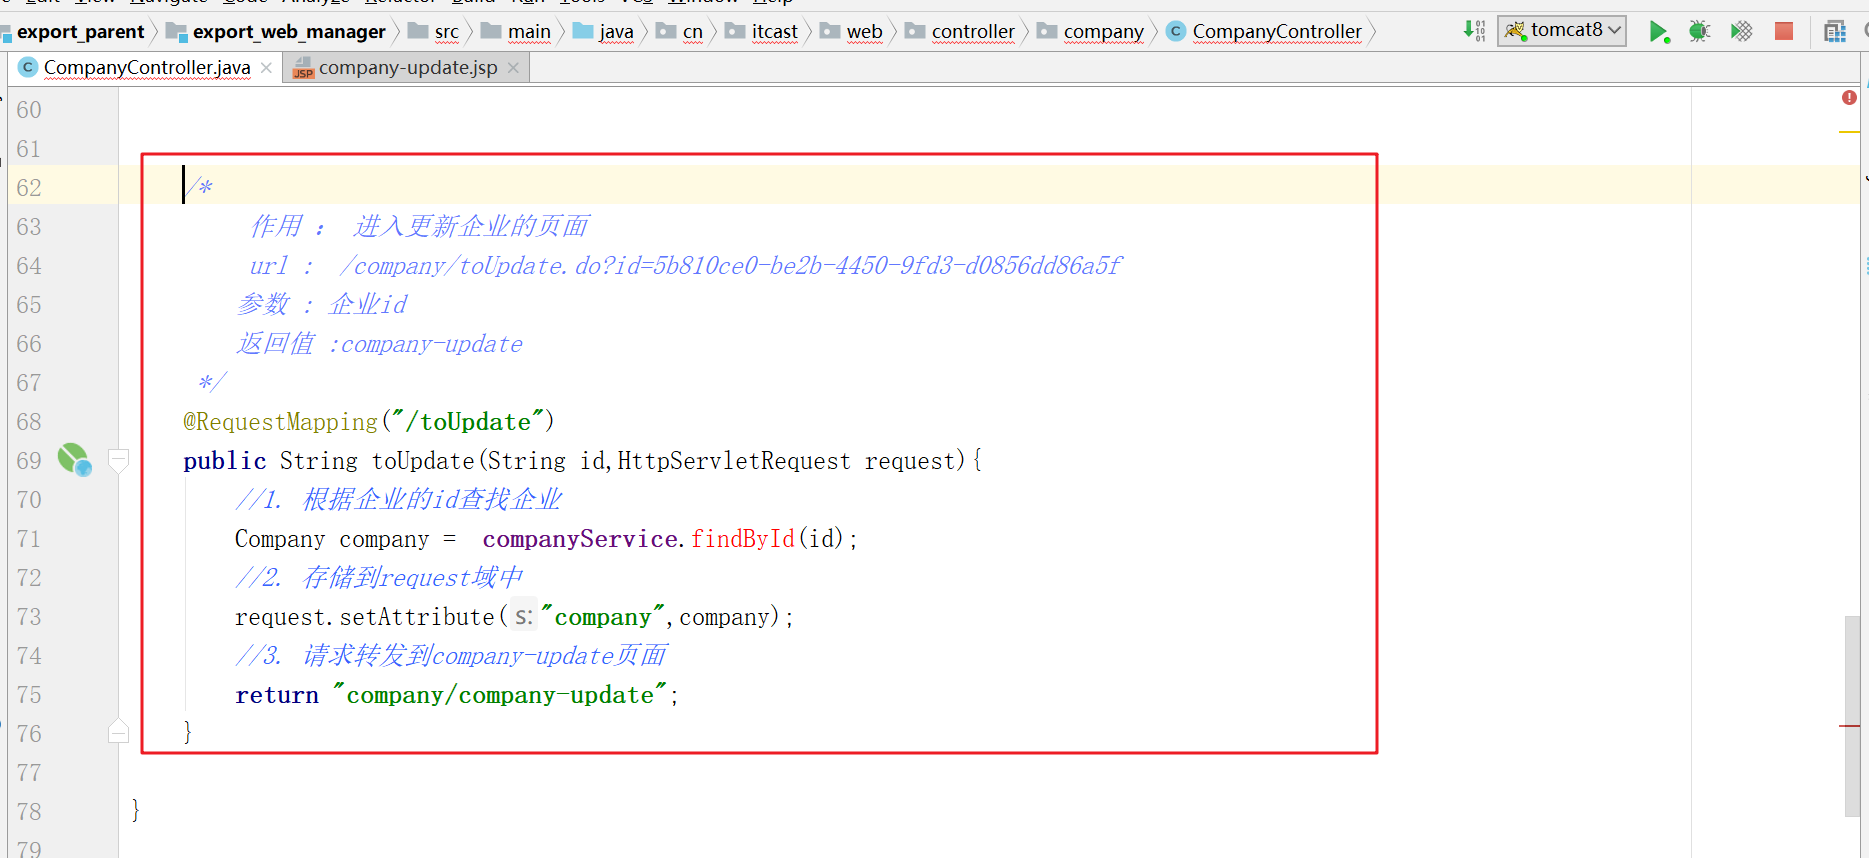 export_parent export_web_manager src main java cn itcast web controller company CompanyController tomcat8
CompanyController.java company-update.jsp
60
61
62 /*
63 作用 ： 进入更新企业的页面
64 url : /company/toUpdate.do?id=5b810ce0-be2b-4450-9fd3-d0856dd86a5f
65 参数 : 企业id
66 返回值 :company-update
67 */
68 @RequestMapping("/toUpdate")
69 public String toUpdate(String id,HttpServletRequest request){
70 //1. 根据企业的id查找企业
71 Company company = companyService.findById(id);
72 //2. 存储到request域中
73 request.setAttribute( s: "company",company);
74 //3. 请求转发到company-update页面
75 return "company/company-update";
76 }
77
78 }
79